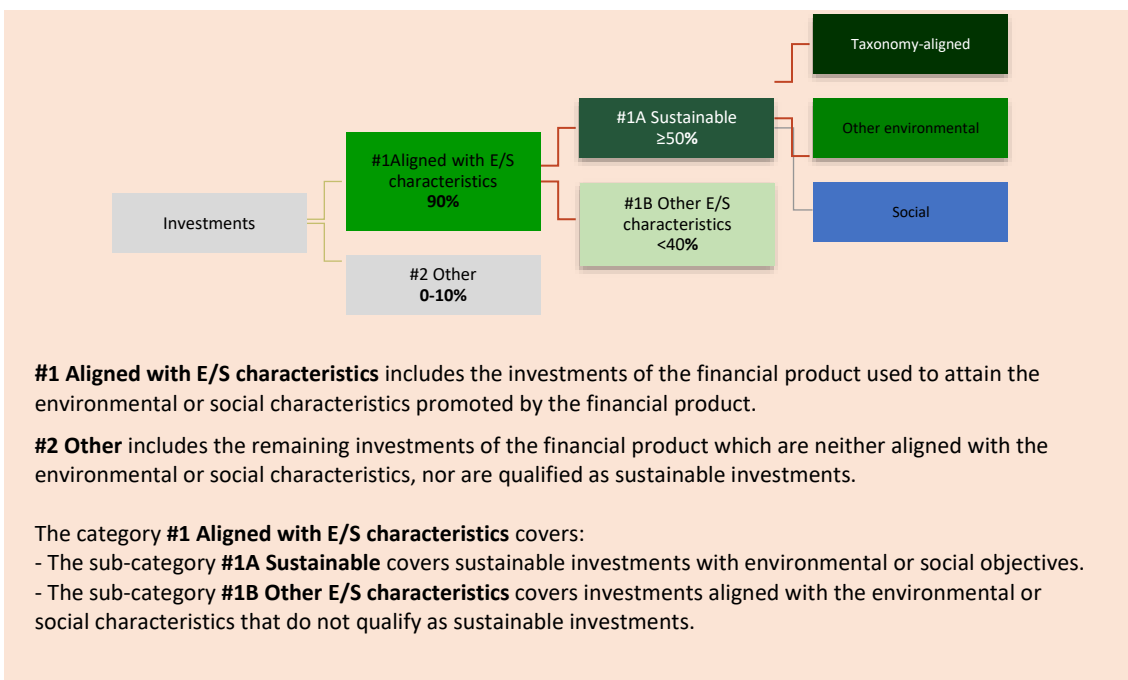 Taxonomy-aligned
#1A Sustainable
≥50%
Other environmental
#1Aligned with E/S
characteristics
90%
#1B Other E/S
characteristics
<40%
Social
Investments
#2 Other
0-10%
#1 Aligned with E/S characteristics includes the investments of the financial product used to attain the
environmental or social characteristics promoted by the financial product.
#2 Other includes the remaining investments of the financial product which are neither aligned with the
environmental or social characteristics, nor are qualified as sustainable investments.
The category #1 Aligned with E/S characteristics covers:
- The sub-category #1A Sustainable covers sustainable investments with environmental or social objectives.
- The sub-category #1B Other E/S characteristics covers investments aligned with the environmental or
social characteristics that do not qualify as sustainable investments.